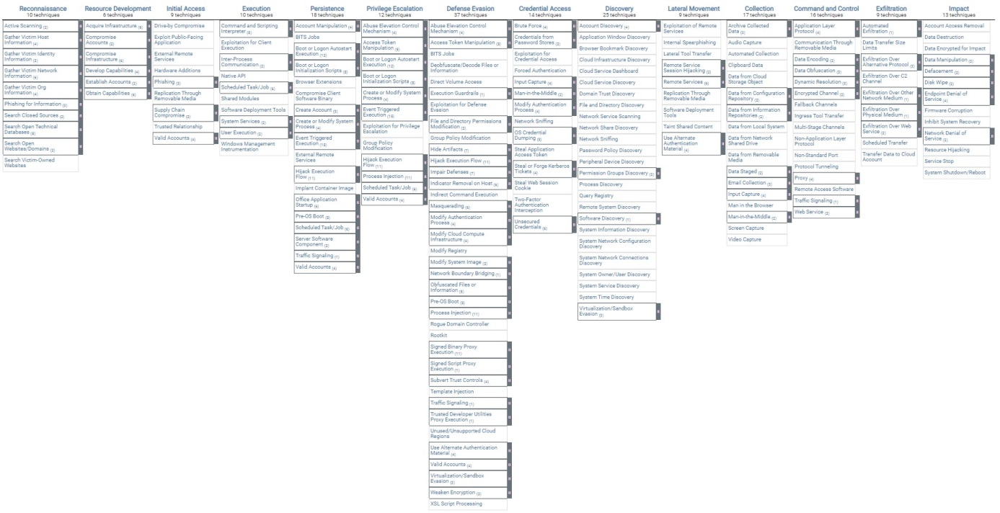 Reconnaissance
10 techniques
Active Scanning (2)
Gather Victim Host
Information (4)
Gather Victim Identity
Information (3)
Gather Victim Network
Information (6)
Gather Victim Org
Information (4)
Phishing for Information (3)
Search Closed Sources (2)
Search Open Technical
Databases (5)
Search Open
Websites/Domains (2)
Search Victim-Owned
Websites
Resource Development
6 techniques
Acquire Infrastructure (6)
Compromise
Accounts (2)
Compromise
Infrastructure (6)
Develop Capabilities (4)
Establish Accounts (2)
Obtain Capabilities (6)
Initial Access
9 techniques
Drive-by Compromise
Exploit Public-Facing
Application
External Remote
Services
Hardware Additions
Phishing (3)
Replication Through
Removable Media
Supply Chain
Compromise (3)
Trusted Relationship
Valid Accounts (4)
Execution
10 techniques
Command and Scripting
Interpreter (8)
Exploitation for Client
Execution
Inter-Process
Communication (2)
Native API
Scheduled Task/Job (6)
Shared Modules
Software Deployment Tools
System Services (2)
User Execution (2)
Windows Management
Instrumentation
Persistence
18 techniques
Account Manipulation (4)
BITS Jobs
Boot or Logon Autostart
Execution (12)
Boot or Logon
Initialization Scripts (5)
Browser Extensions
Compromise Client
Software Binary
Create Account (3)
Create or Modify System
Process (4)
Event Triggered
Execution (15)
External Remote
Services
Hijack Execution
Flow (11)
Implant Container Image
Office Application
Startup (6)
Pre-OS Boot (5)
Scheduled Task/Job (6)
Server Software
Component (3)
Traffic Signaling (1)
Valid Accounts (4)
Privilege Escalation
12 techniques
Abuse Elevation Control
Mechanism (4)
Access Token
Manipulation (5)
Boot or Logon Autostart
Execution (12)
Boot or Logon
Initialization Scripts (5)
Create or Modify System
Process (4)
Event Triggered
Execution (15)
Exploitation for Privilege
Escalation
Group Policy
Modification
Hijack Execution
Flow (11)
Process Injection (11)
Scheduled Task/Job (6)
Valid Accounts (4)
Defense Evasion
37 techniques
Abuse Elevation Control
Mechanism (4)
Access Token Manipulation (5)
BITS Jobs
Deobfuscate/Decode Files or
Information
Direct Volume Access
Execution Guardrails (1)
Exploitation for Defense
Evasion
File and Directory Permissions
Modification (2)
Group Policy Modification
Hide Artifacts (7)
Hijack Execution Flow (11)
Impair Defenses (7)
Indicator Removal on Host (6)
Indirect Command Execution
Masquerading (6)
Modify Authentication
Process (4)
Modify Cloud Compute
Infrastructure (4)
Modify Registry
Modify System Image (2)
Network Boundary Bridging (1)
Obfuscated Files or
Information (5)
Pre-OS Boot (5)
Process Injection (11)
Rogue Domain Controller
Rootkit
Signed Binary Proxy
Execution (11)
Signed Script Proxy
Execution (1)
Subvert Trust Controls (4)
Template Injection
Traffic Signaling (1)
Trusted Developer Utilities
Proxy Execution (1)
Unused/Unsupported Cloud
Regions
Use Alternate Authentication
Material (4)
Valid Accounts (4)
Virtualization/Sandbox
Evasion (3)
Weaken Encryption (2)
XSL Script Processing
Credential Access
14 techniques
Brute Force (4)
Credentials from
Password Stores (3)
Exploitation for
Credential Access
Forced Authentication
Input Capture (4)
Man-in-the-Middle (2)
Modify Authentication
Process (4)
Network Sniffing
OS Credential
Dumping (8)
Steal Application
Access Token
Steal or Forge Kerberos
Tickets (4)
Steal Web Session
Cookie
Two-Factor
Authentication
Interception
Unsecured
Credentials (6)
Discovery
25 techniques
Account Discovery (4)
Application Window Discovery
Browser Bookmark Discovery
Cloud Infrastructure Discovery
Cloud Service Dashboard
Cloud Service Discovery
Domain Trust Discovery
File and Directory Discovery
Network Service Scanning
Network Share Discovery
Network Sniffing
Password Policy Discovery
Peripheral Device Discovery
Permission Groups Discovery (3)
Process Discovery
Query Registry
Remote System Discovery
Software Discovery (1)
System Information Discovery
System Network Configuration
Discovery
System Network Connections
Discovery
System Owner/User Discovery
System Service Discovery
System Time Discovery
Virtualization/Sandbox
Evasion (3)
Lateral Movement
9 techniques
Exploitation of Remote
Services
Internal Spearphishing
Lateral Tool Transfer
Remote Service
Session Hijacking (2)
Remote Services (6)
Replication Through
Removable Media
Software Deployment
Tools
Taint Shared Content
Use Alternate
Authentication
Material (4)
Collection
17 techniques
Archive Collected
Data (3)
Audio Capture
Automated Collection
Clipboard Data
Data from Cloud
Storage Object
Data from Configuration
Repository (2)
Data from Information
Repositories (2)
Data from Local System
Data from Network
Shared Drive
Data from Removable
Media
Data Staged (2)
Email Collection (3)
Input Capture (4)
Man in the Browser
Man-in-the-Middle (2)
Screen Capture
Video Capture
Command and Control
16 techniques
Application Layer
Protocol (4)
Communication Through
Removable Media
Data Encoding (2)
Data Obfuscation (3)
Dynamic Resolution (3)
Encrypted Channel (2)
Fallback Channels
Ingress Tool Transfer
Multi-Stage Channels
Non-Application Layer
Protocol
Non-Standard Port
Protocol Tunneling
Proxy (4)
Remote Access Software
Traffic Signaling (1)
Web Service (3)
Exfiltration
9 techniques
Automated
Exfiltration (1)
Data Transfer Size
Limits
Exfiltration Over
Alternative Protocol (3)
Exfiltration Over C2
Channel
Exfiltration Over Other
Network Medium (1)
Exfiltration Over
Physical Medium (1)
Exfiltration Over Web
Service (2)
Scheduled Transfer
Transfer Data to Cloud
Account
Impact
13 techniques
Account Access Removal
Data Destruction
Data Encrypted for Impact
Data Manipulation (3)
Defacement (2)
Disk Wipe (2)
Endpoint Denial of
Service (4)
Firmware Corruption
Inhibit System Recovery
Network Denial of
Service (2)
Resource Hijacking
Service Stop
System Shutdown/Reboot